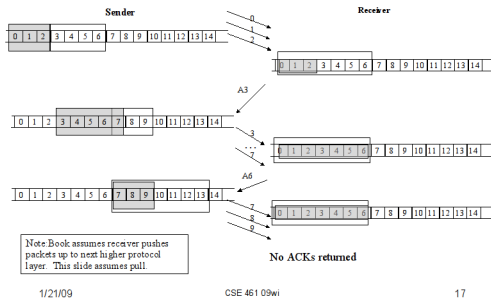 Sender
Receiver
0
1
2
0 1 2 3 4 5 6 7 8 9 10 11 12 13 14
0 1 2 3 4 5 6 7 8 9 10 11 12 13 14
A3
0 1 2 3 4 5 6 7 8 9 10 11 12 13 14
3
...
7
0 1 2 3 4 5 6 7 8 9 10 11 12 13 14
A6
0 1 2 3 4 5 6 7 8 9 10 11 12 13 14
7
8
9
0 1 2 3 4 5 6 7 8 9 10 11 12 13 14
Note:Book assumes receiver pushes
packets up to next higher protocol
layer. This slide assumes pull.
No ACKs returned
1/21/09
CSE 461 09wi
17